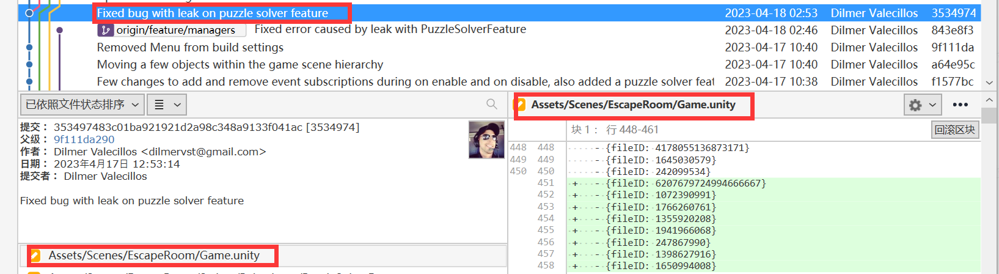 Fixed bug with leak on puzzle solver feature 2023-04-18 02:53 Dilmer Valecillos 3534974
origin/feature/managers Fixed error caused by leak with PuzzleSolverFeature 2023-04-18 02:46 Dilmer Valecillos 843e8f3
Removed Menu from build settings 2023-04-17 10:40 Dilmer Valecillos 9f111da
Moving a few objects within the game scene hierarchy 2023-04-17 10:40 Dilmer Valecillos a64e95c
Few changes to add and remove event subscriptions during on enable and on disable, also added a puzzle solver feat 2023-04-17 10:38 Dilmer Valecillos f1577bc
已依照文件状态排序
提交： 353497483c01ba921921d2a98c348a9133f041ac [3534974]
父级： 9f111da290
作者： Dilmer Valecillos <dilmervst@gmail.com>
日期： 2023年4月17日 12:53:14
提交者： Dilmer Valecillos
Fixed bug with leak on puzzle solver feature
Assets/Scenes/EscapeRoom/Game.unity
Assets/Scenes/EscapeRoom/Game.unity
块 1： 行 448-461
回滚区块
448 448 - {fileID: 4178055136873171}
449 449 - {fileID: 1645030579}
450 450 - {fileID: 242099534}
451 + - {fileID: 6207679724994666667}
452 + - {fileID: 1072390991}
453 + - {fileID: 1766260761}
454 + - {fileID: 1355920208}
455 + - {fileID: 1941966068}
456 + - {fileID: 247867990}
457 + - {fileID: 1398627916}
458 + - {fileID: 1650994008}